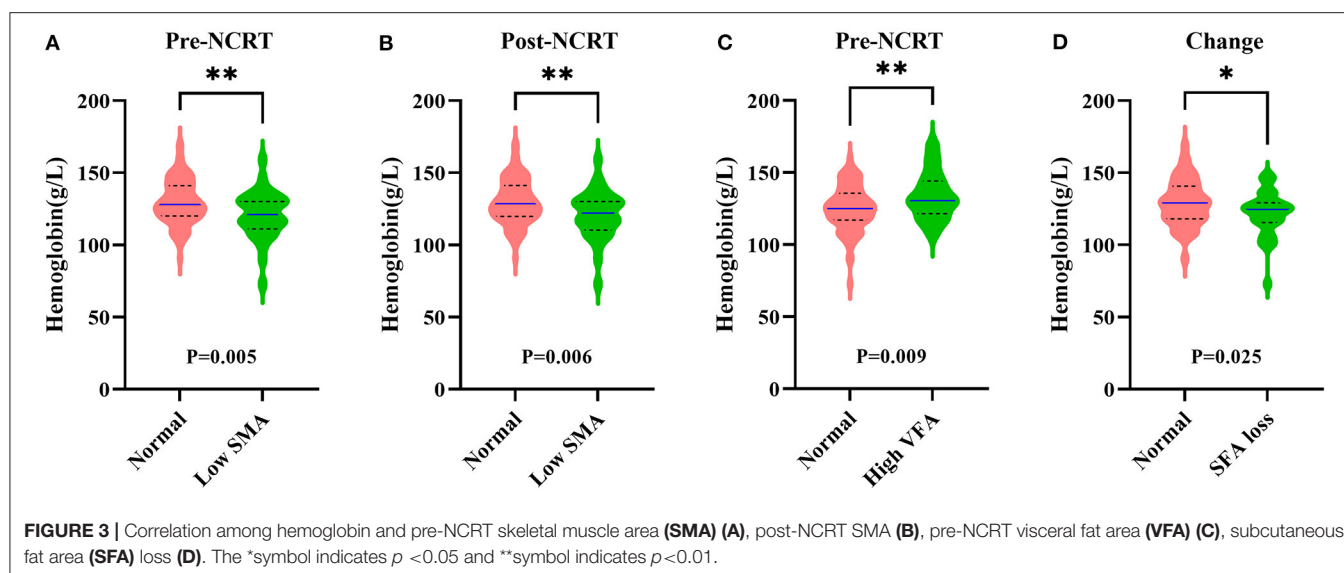 A
Pre-NCRT
**
Hemoglobin(g/L)
200
150
100
50
0
P=0.005
Normal
Low SMA
B
Post-NCRT
**
Hemoglobin(g/L)
200
150
100
50
0
P=0.006
Normal
Low SMA
C
Pre-NCRT
**
Hemoglobin(g/L)
200
150
100
50
0
P=0.009
Normal
High VFA
D
Change
*
Hemoglobin(g/L)
200
150
100
50
0
P=0.025
Normal
SFA loss
FIGURE 3 | Correlation among hemoglobin and pre-NCRT skeletal muscle area (SMA) (A), post-NCRT SMA (B), pre-NCRT visceral fat area (VFA) (C), subcutaneous
fat area (SFA) loss (D). The *symbol indicates p <0.05 and **symbol indicates p<0.01.